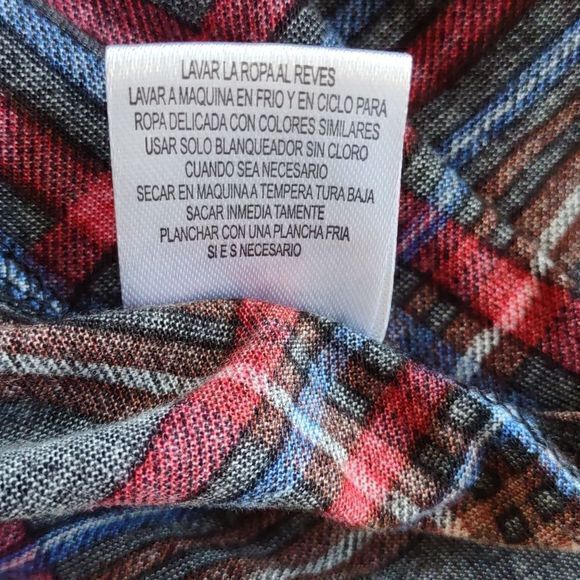 LAVAR LA ROPA AL REVES
LAVAR A MAQUINA EN FRIO Y EN CICLO PARA
ROPA DELICADA CON COLORES SIMILARES
USAR SOLO BLANQUEADOR SIN CLORO
CUANDO SEA NECESARIO
SECAR EN MAQUINA A TEMPERA TURA BAJA
SACAR INMEDIA TAMENTE
PLANCHAR CON UNA PLANCHA FRIA
SI E S NECESARIO